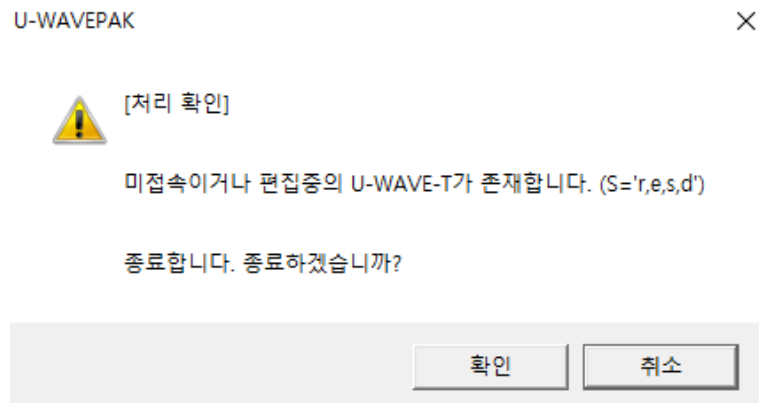 U-WAVEPAK
[처리 확인]
미접속이거나 편집중의 U-WAVE-T가 존재합니다. (S='r,e,s,d')
종료합니다. 종료하겠습니까?
확인
취소